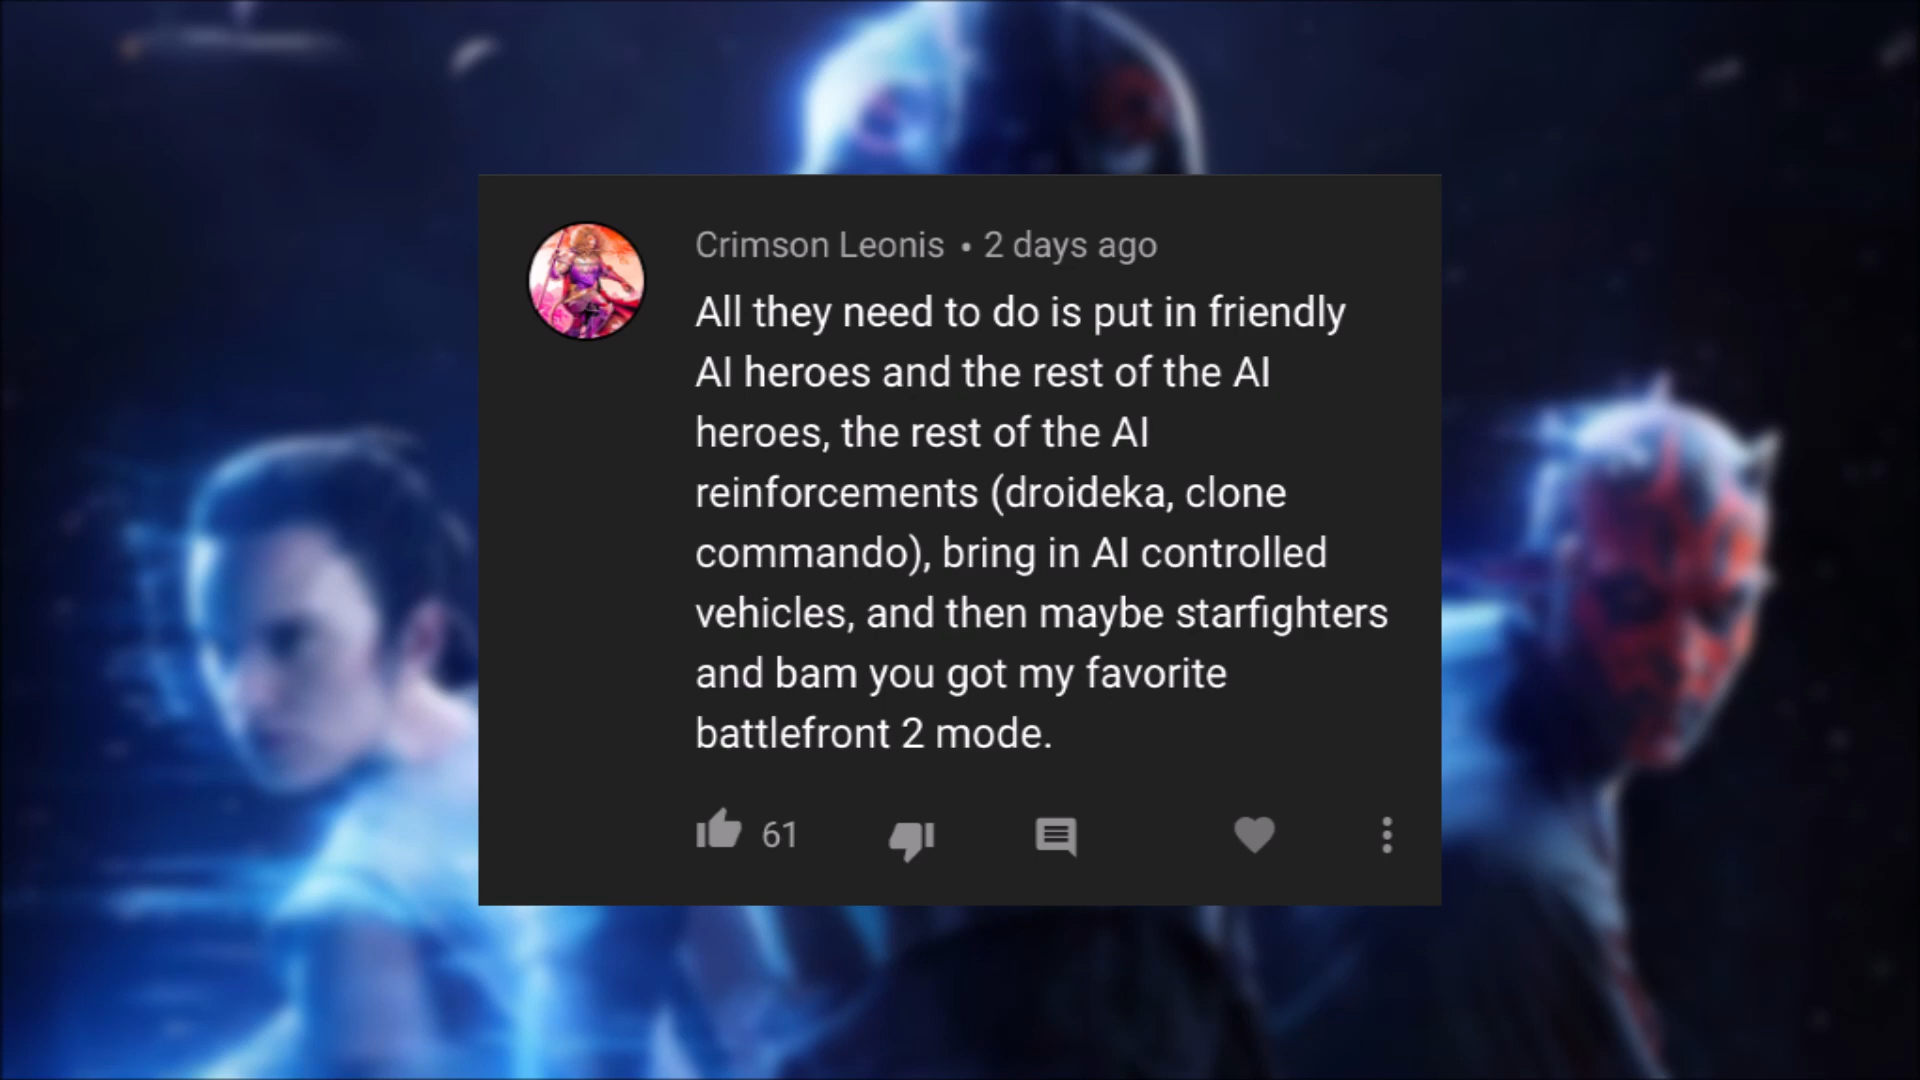 Crimson Leonis • 2 days ago
All they need to do is put in friendly
AI heroes and the rest of the AI
heroes, the rest of the AI
reinforcements (droideka, clone
commando), bring in AI controlled
vehicles, and then maybe starfighters
and bam you got my favorite
battlefront 2 mode.
61